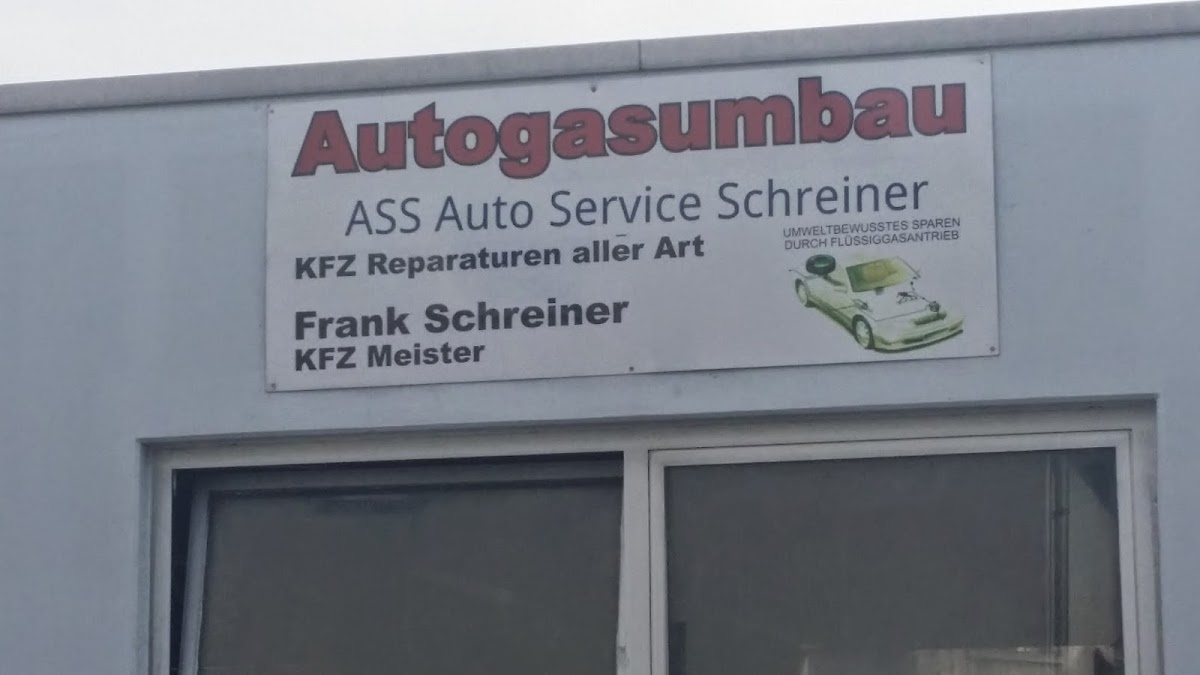 Autogasumbau
ASS Auto Service Schreiner
KFZ Reparaturen aller Art
UMWELTBEWUSSTES SPAREN
DURCH FLÜSSIGGASANTRIEB
Frank Schreiner
KFZ Meister